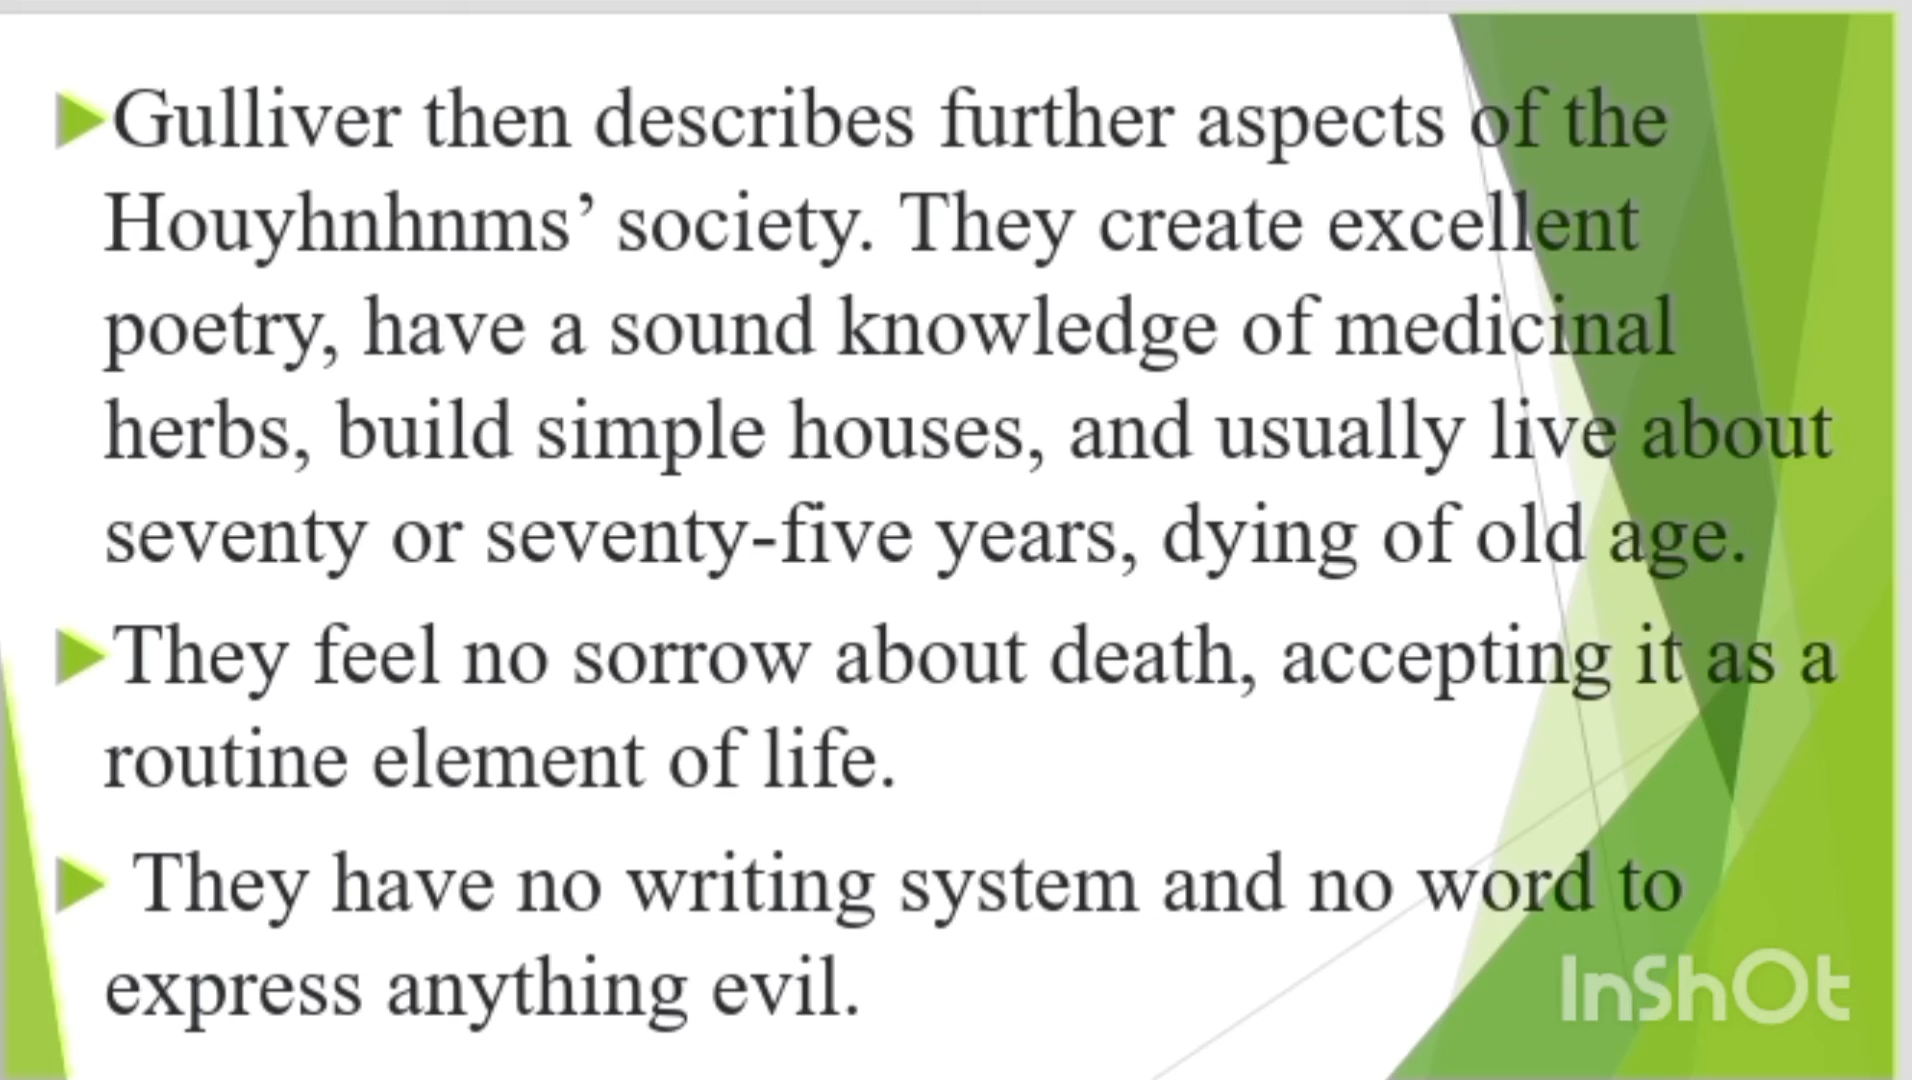 Gulliver then describes further aspects of the
Houyhnhnms’ society. They create excellent
poetry, have a sound knowledge of medicinal
herbs, build simple houses, and usually live about
seventy or seventy-five years, dying of old age.
They feel no sorrow about death, accepting it as a
routine element of life.
They have no writing system and no word to
express anything evil.
InShOt